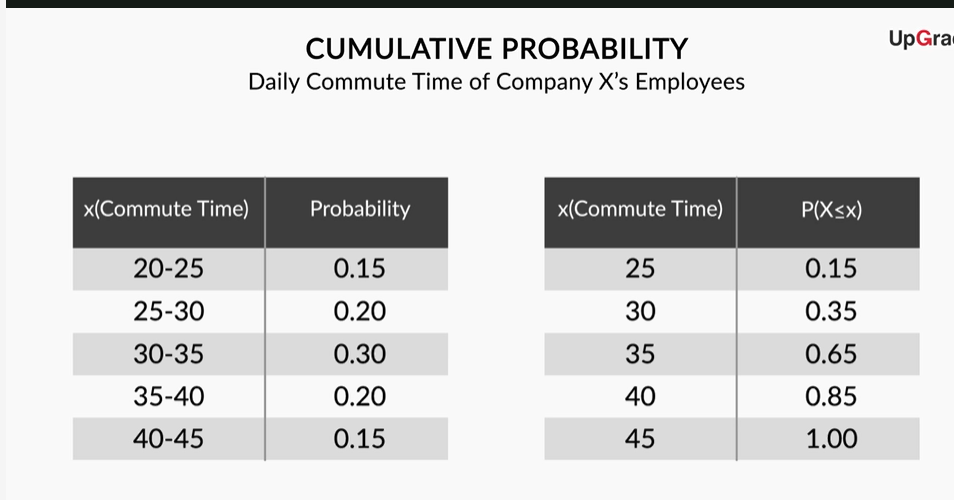 UpGra
CUMULATIVE PROBABILITY
Daily Commute Time of Company X's Employees
x(Commute Time) Probability
20-25 0.15
25-30 0.20
30-35 0.30
35-40 0.20
40-45 0.15
x(Commute Time) P(X≤x)
25 0.15
30 0.35
35 0.65
40 0.85
45 1.00